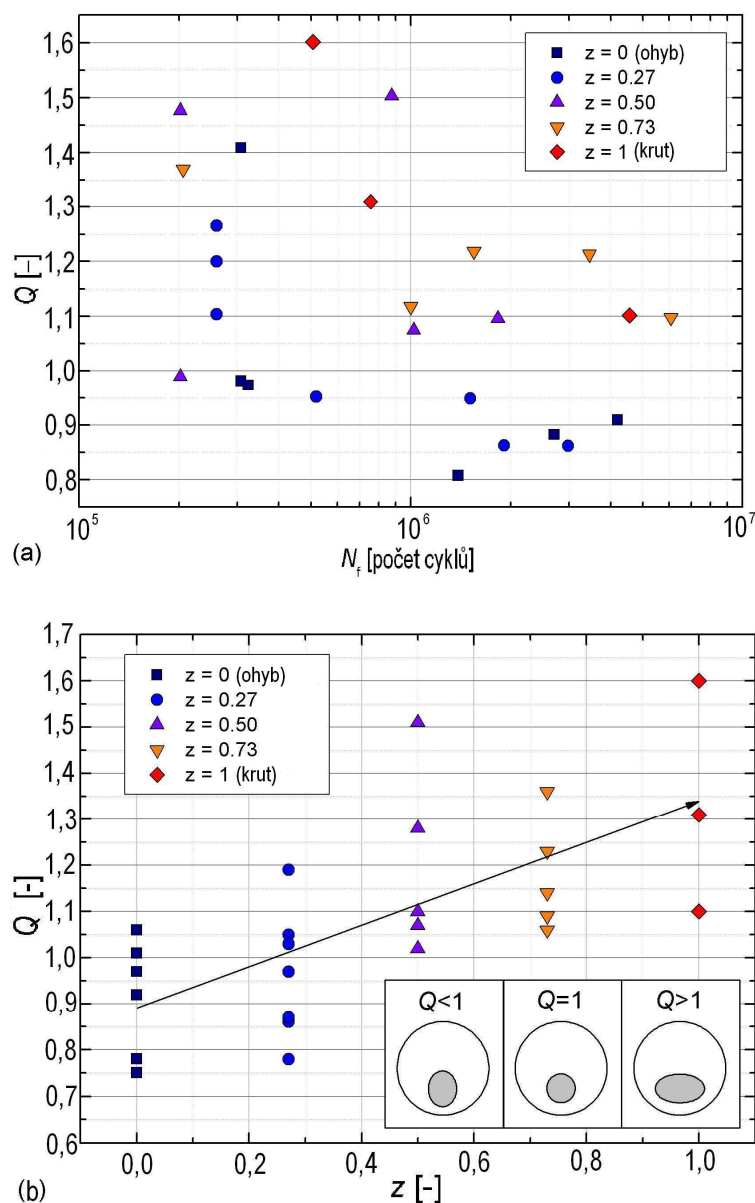 1,6
1,5
1,4
1,3
1,2
1,1
1,0
0,9
0,8
Q [–]
z = 0 (ohyb)
z = 0.27
z = 0.50
z = 0.73
z = 1 (krut)
10⁵
10⁶
10⁷
N_f [počet cyklů]
(a)
1,7
1,6
1,5
1,4
1,3
1,2
1,1
1,0
0,9
0,8
0,7
0,6
Q [-]
z = 0 (ohyb)
z = 0.27
z = 0.50
z = 0.73
z = 1 (krut)
Q<1
Q=1
Q>1
0,0
0,2
0,4
0,6
0,8
1,0
z [-]
(b)